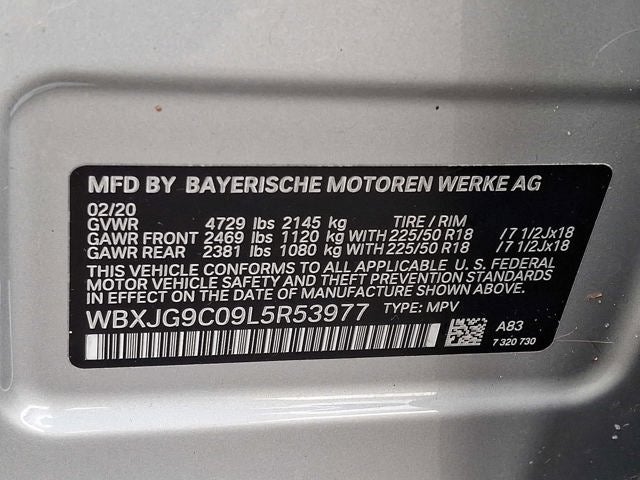 MFD BY BAYERISCHE MOTOREN WERKE AG
02/20
GVWR 4729 lbs 2145 kg TIRE / RIM
GAWR FRONT 2469 lbs 1120 kg WITH 225/50 R18 / 7 1/2Jx18
GAWR REAR 2381 lbs 1080 kg WITH 225/50 R18 / 7 1/2Jx18
THIS VEHICLE CONFORMS TO ALL APPLICABLE U. S. FEDERAL
MOTOR VEHICLE SAFETY AND THEFT PREVENTION STANDARDS
IN EFFECT ON THE DATE OF MANUFACTURE SHOWN ABOVE.
WBXJG9C09L5R53977 TYPE: MPV
A83
7 320 730